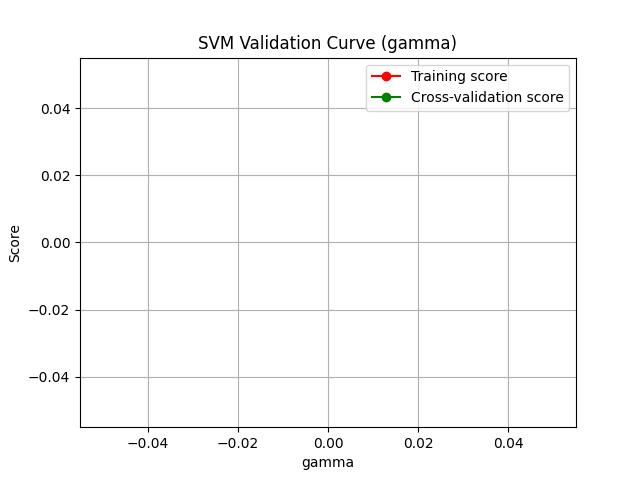 SVM Validation Curve (gamma)
Training score
Cross-validation score
0.04
0.02
0.00
−0.02
−0.04
Score
−0.04 −0.02 0.00 0.02 0.04
gamma